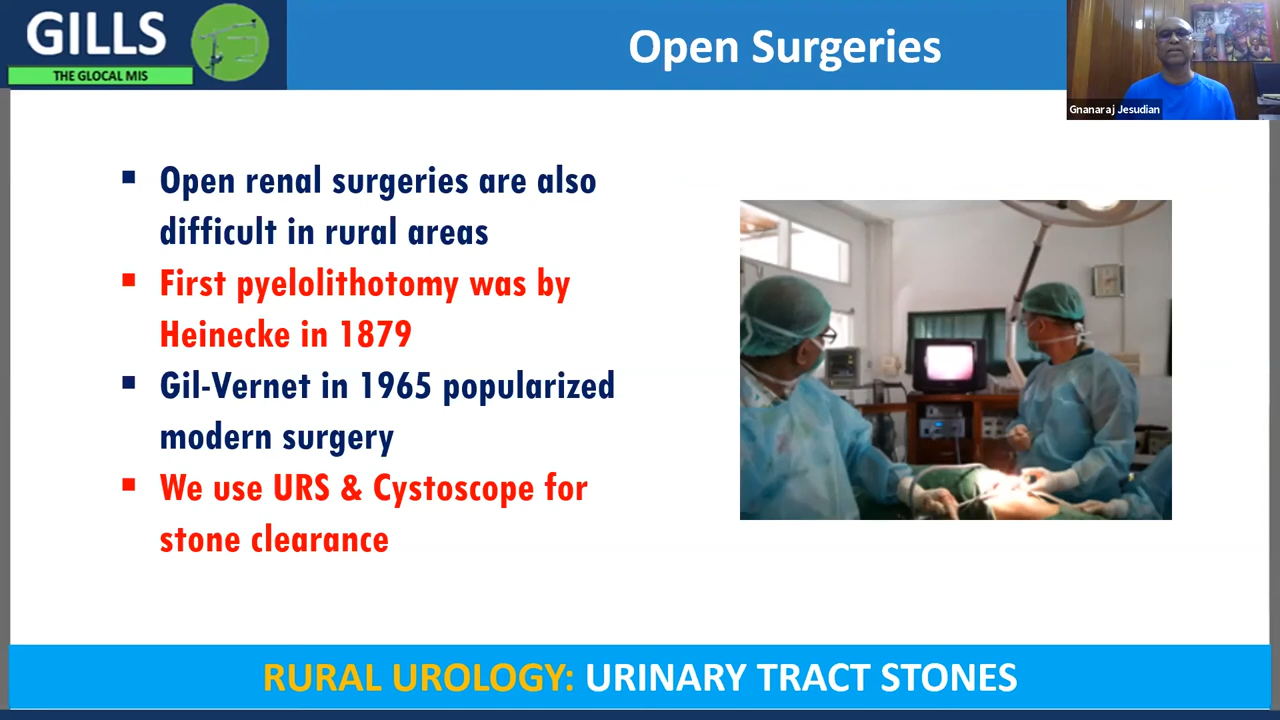 GILLS
THE GLOCAL MIS
Open Surgeries
Gnanaraj Jesudian
▪ Open renal surgeries are also
difficult in rural areas
▪ First pyelolithotomy was by
Heinecke in 1879
▪ Gil-Vernet in 1965 popularized
modern surgery
▪ We use URS & Cystoscope for
stone clearance
RURAL UROLOGY: URINARY TRACT STONES